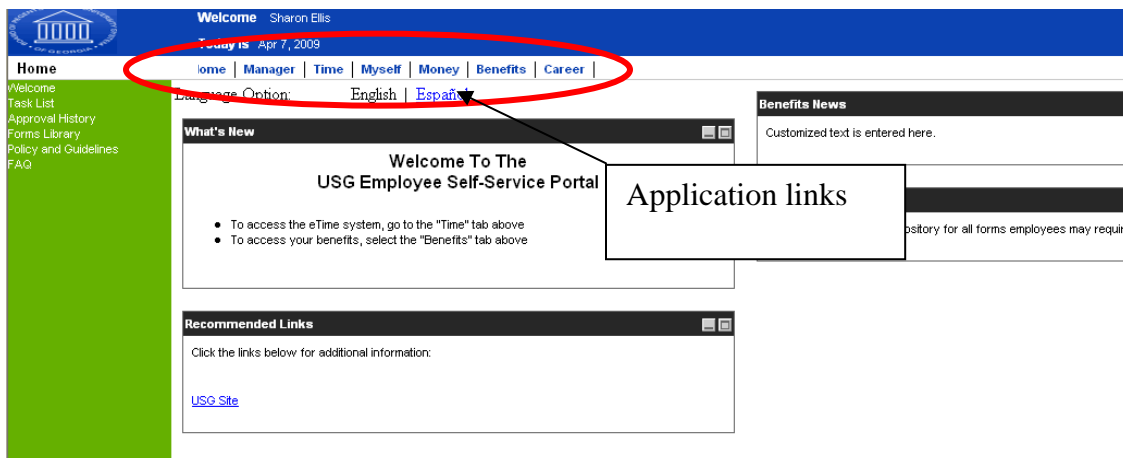 Welcome Sharon Ellis
Today is Apr 7, 2009
OF GEORGIA
Home
ome | Manager | Time | Myself | Money | Benefits | Career |
Welcome
Task List
Approval History
Forms Library
Policy and Guidelines
FAQ
Language Option: English | Español
What's New
Welcome To The
USG Employee Self-Service Portal
To access the eTime system, go to the "Time" tab above
To access your benefits, select the "Benefits" tab above
Recommended Links
Click the links below for additional information:
USG Site
Benefits News
Customized text is entered here.
Application links
ository for all forms employees may requir